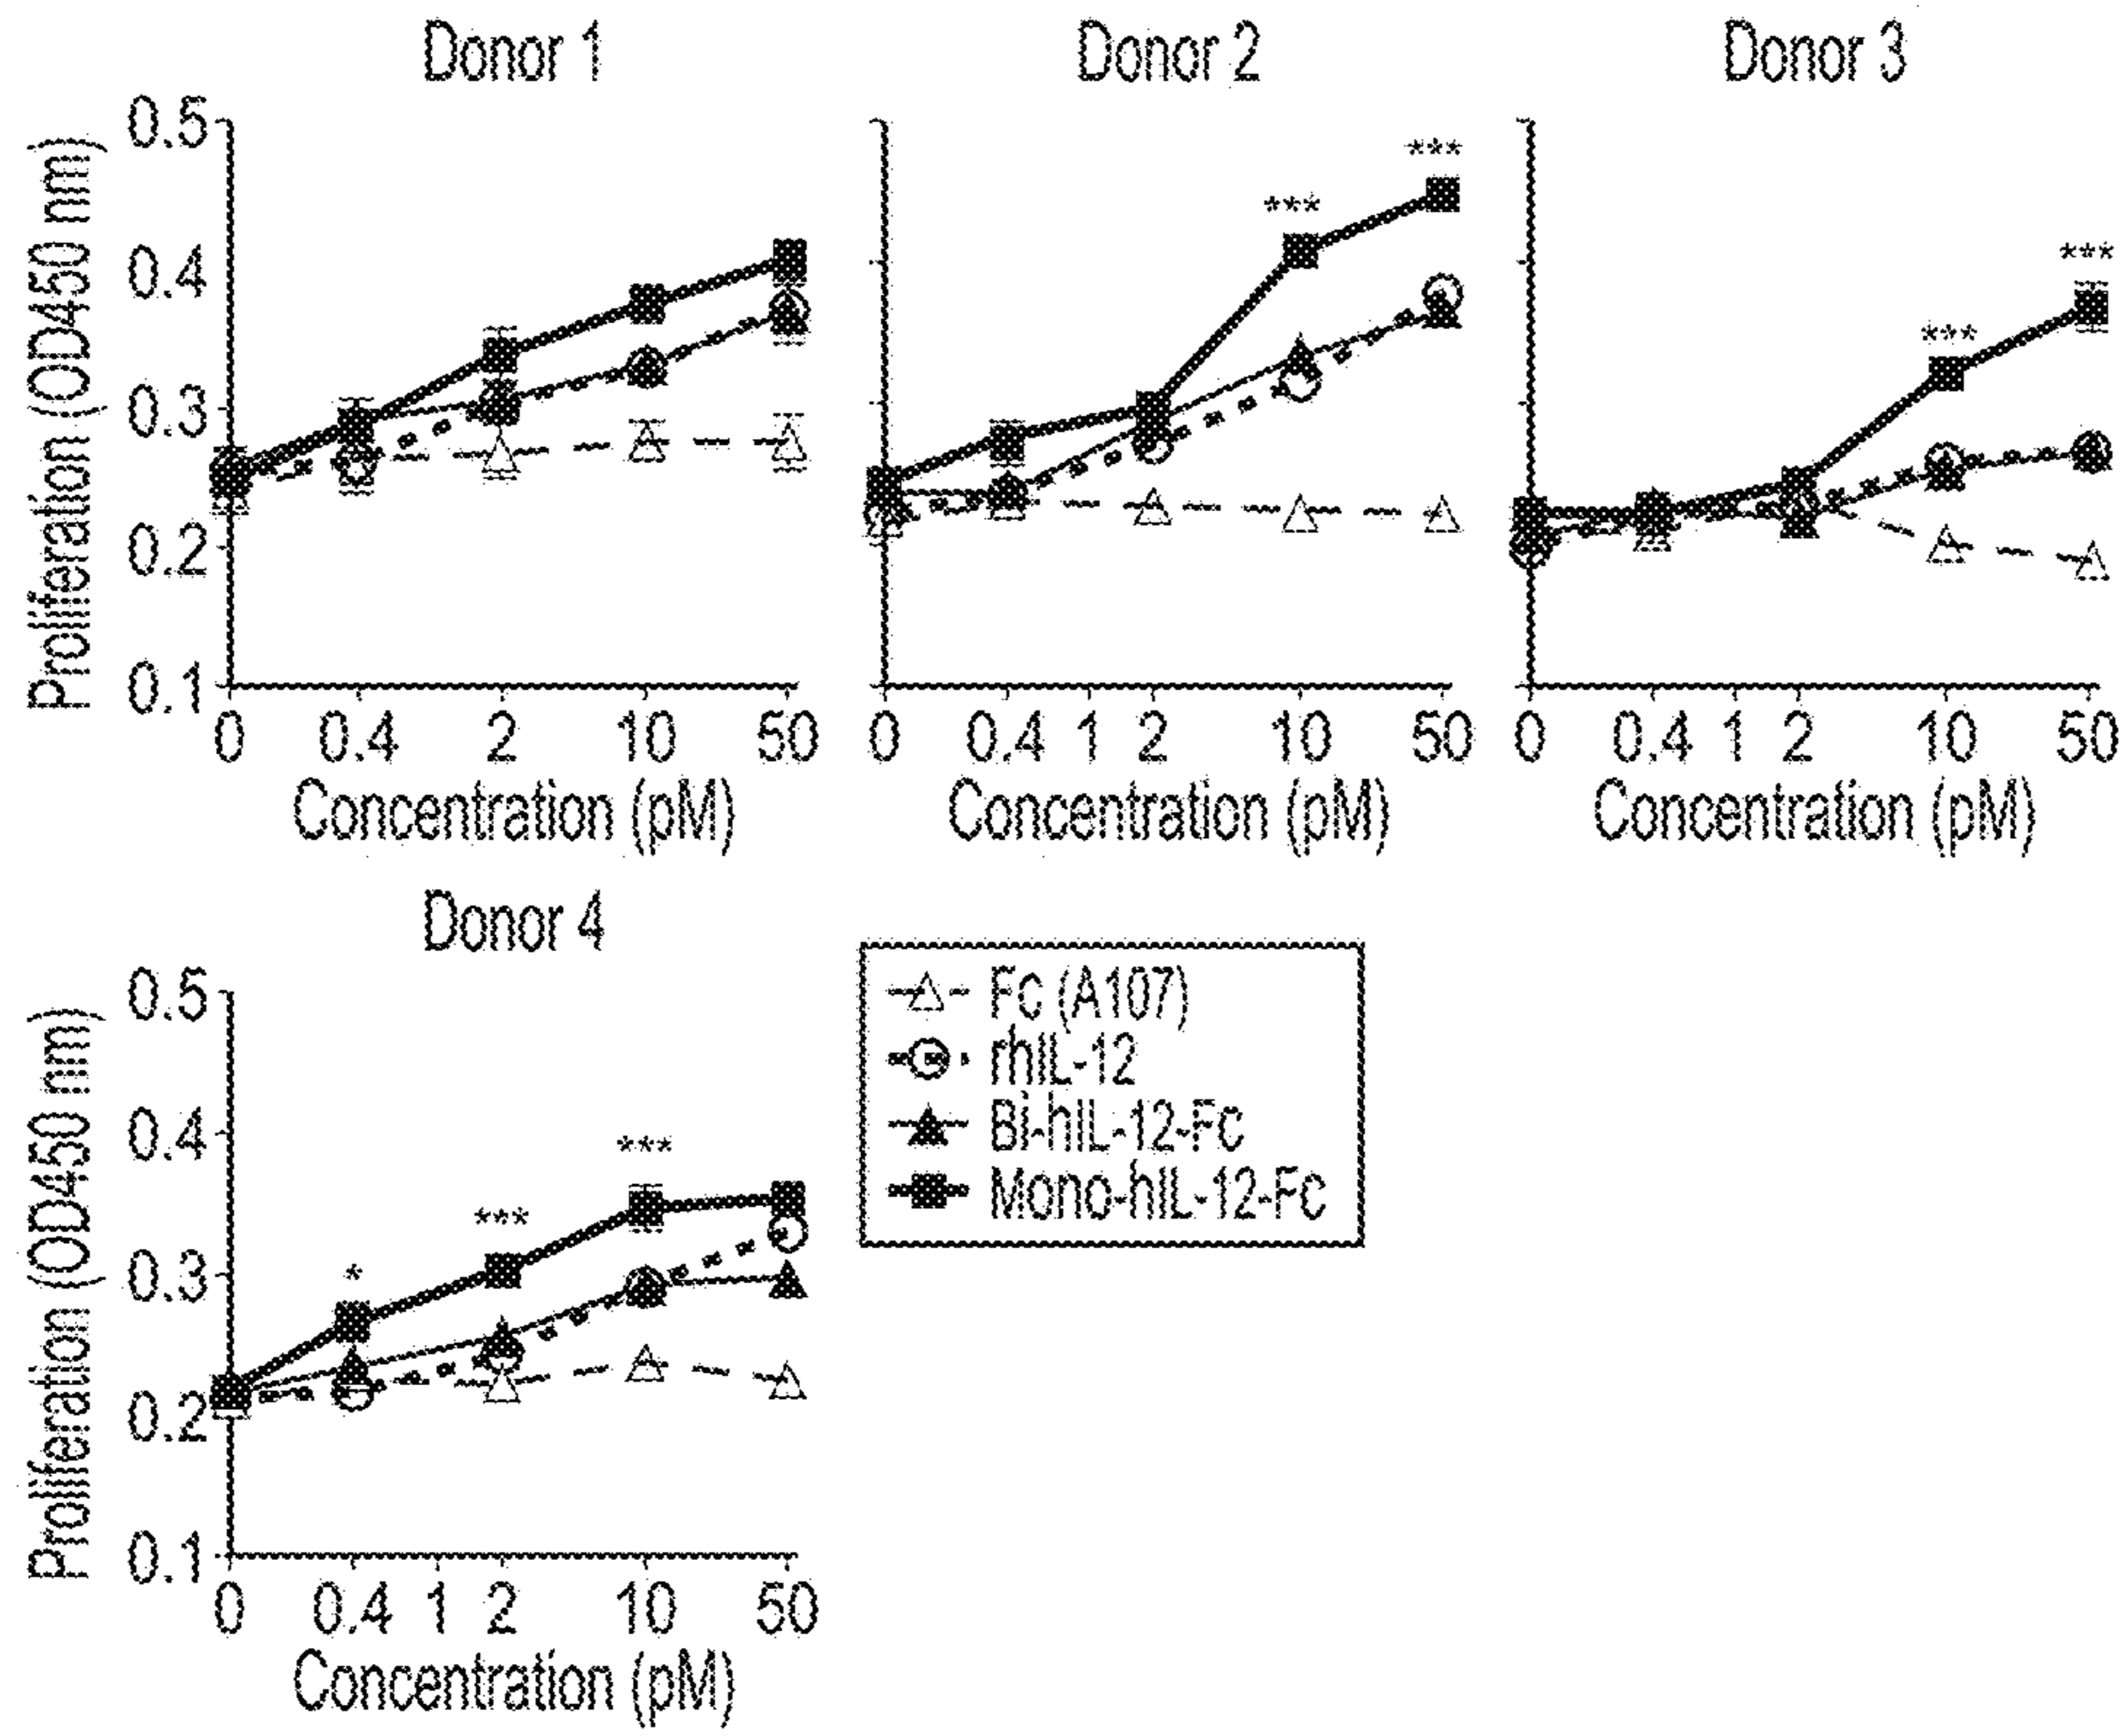 Donor 1
Donor 2
Donor 3
Proliferation (OD450 nm)
0.5
0.4
0.3
0.2
0.1
***
***
***
***
0 0.4 2 10 50
0 0.4 1 2 10 50
0 0.4 1 2 10 50
Concentration (pM)
Concentration (pM)
Concentration (pM)
Donor 4
Proliferation (OD450 nm)
0.5
0.4
0.3
0.2
0.1
*
***
***
0 0.4 1 2 10 50
Concentration (pM)
Fc (A107)
rhIL-12
Bi-hIL-12-Fc
Mono-hIL-12-Fc